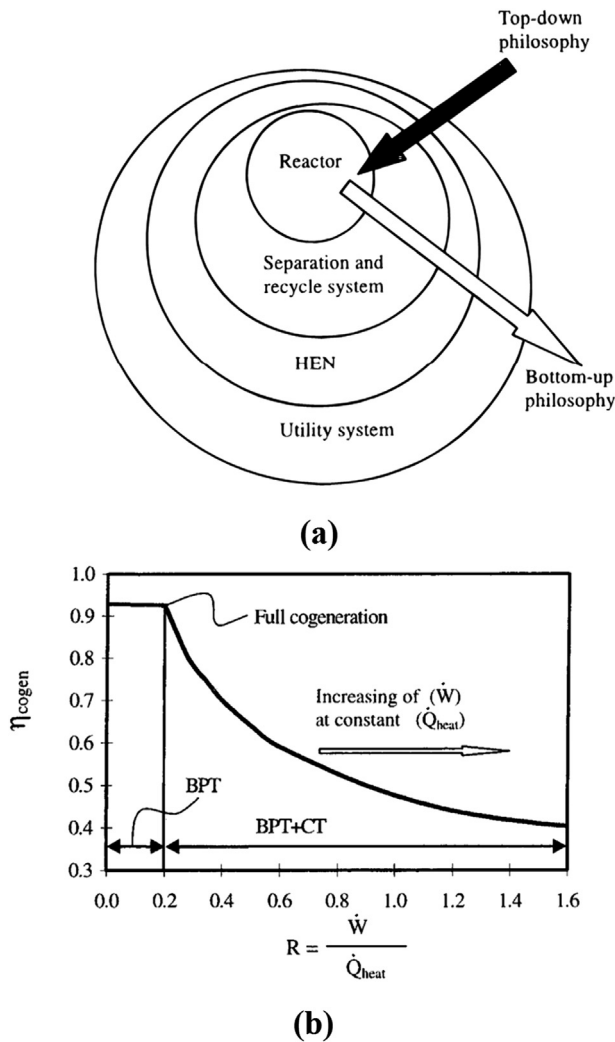 Top-down
philosophy
Reactor
Separation and
recycle system
HEN
Bottom-up
philosophy
Utility system
(a)
1.0
0.9
0.8
0.7
0.6
0.5
0.4
0.3
ηcogen
Full cogeneration
Increasing of (Ẇ)
at constant (Q̇heat)
BPT
BPT+CT
0.0 0.2 0.4 0.6 0.8 1.0 1.2 1.4 1.6
R = Ẇ
Q̇heat
(b)